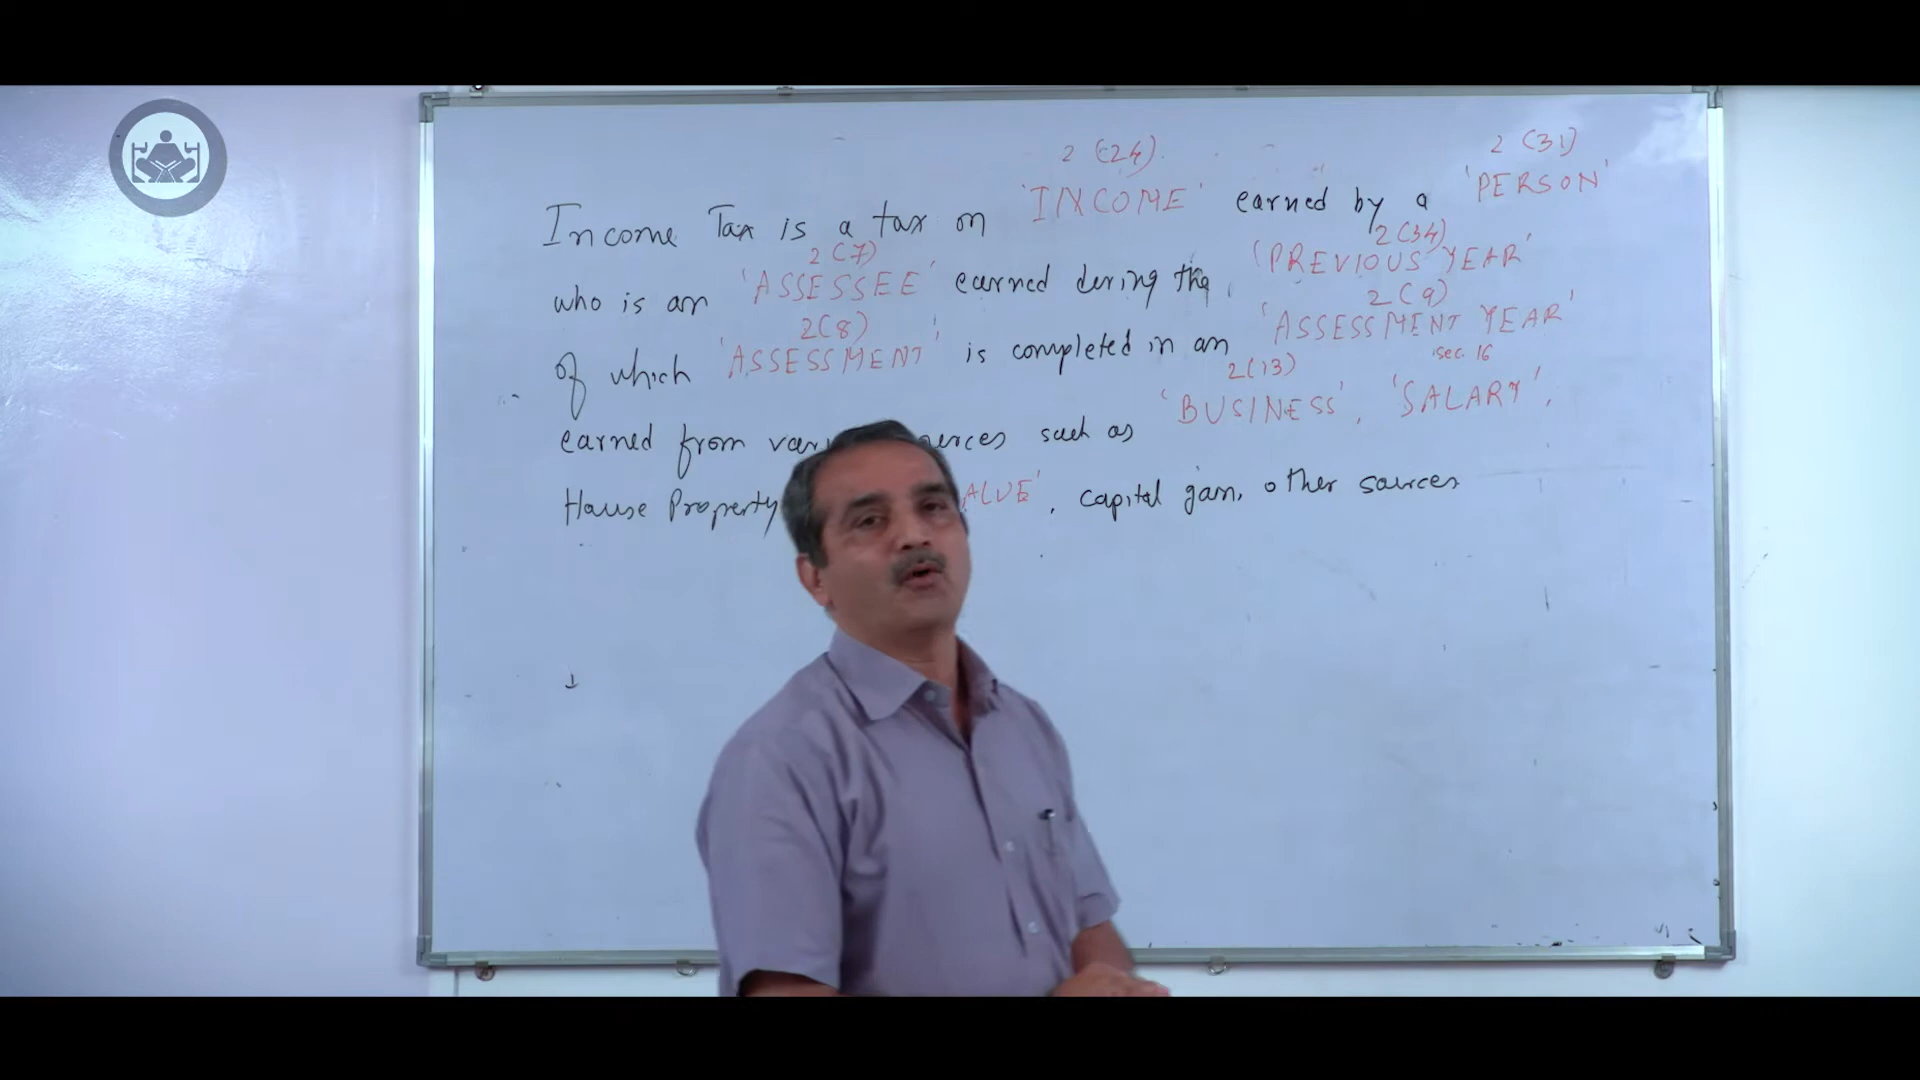 2 (24) 2 (31)
Income Tax is a tax on 'INCOME' earned by a 'PERSON'
2(7) 2(34)
who is an 'ASSESSEE' earned during the 'PREVIOUS YEAR'
2(8) 2(9)
of which 'ASSESSMENT' is completed in an 'ASSESSMENT YEAR'
2(13) sec. 16
earned from such as 'BUSINESS', 'SALARY',
House Property , capital gain, other sources